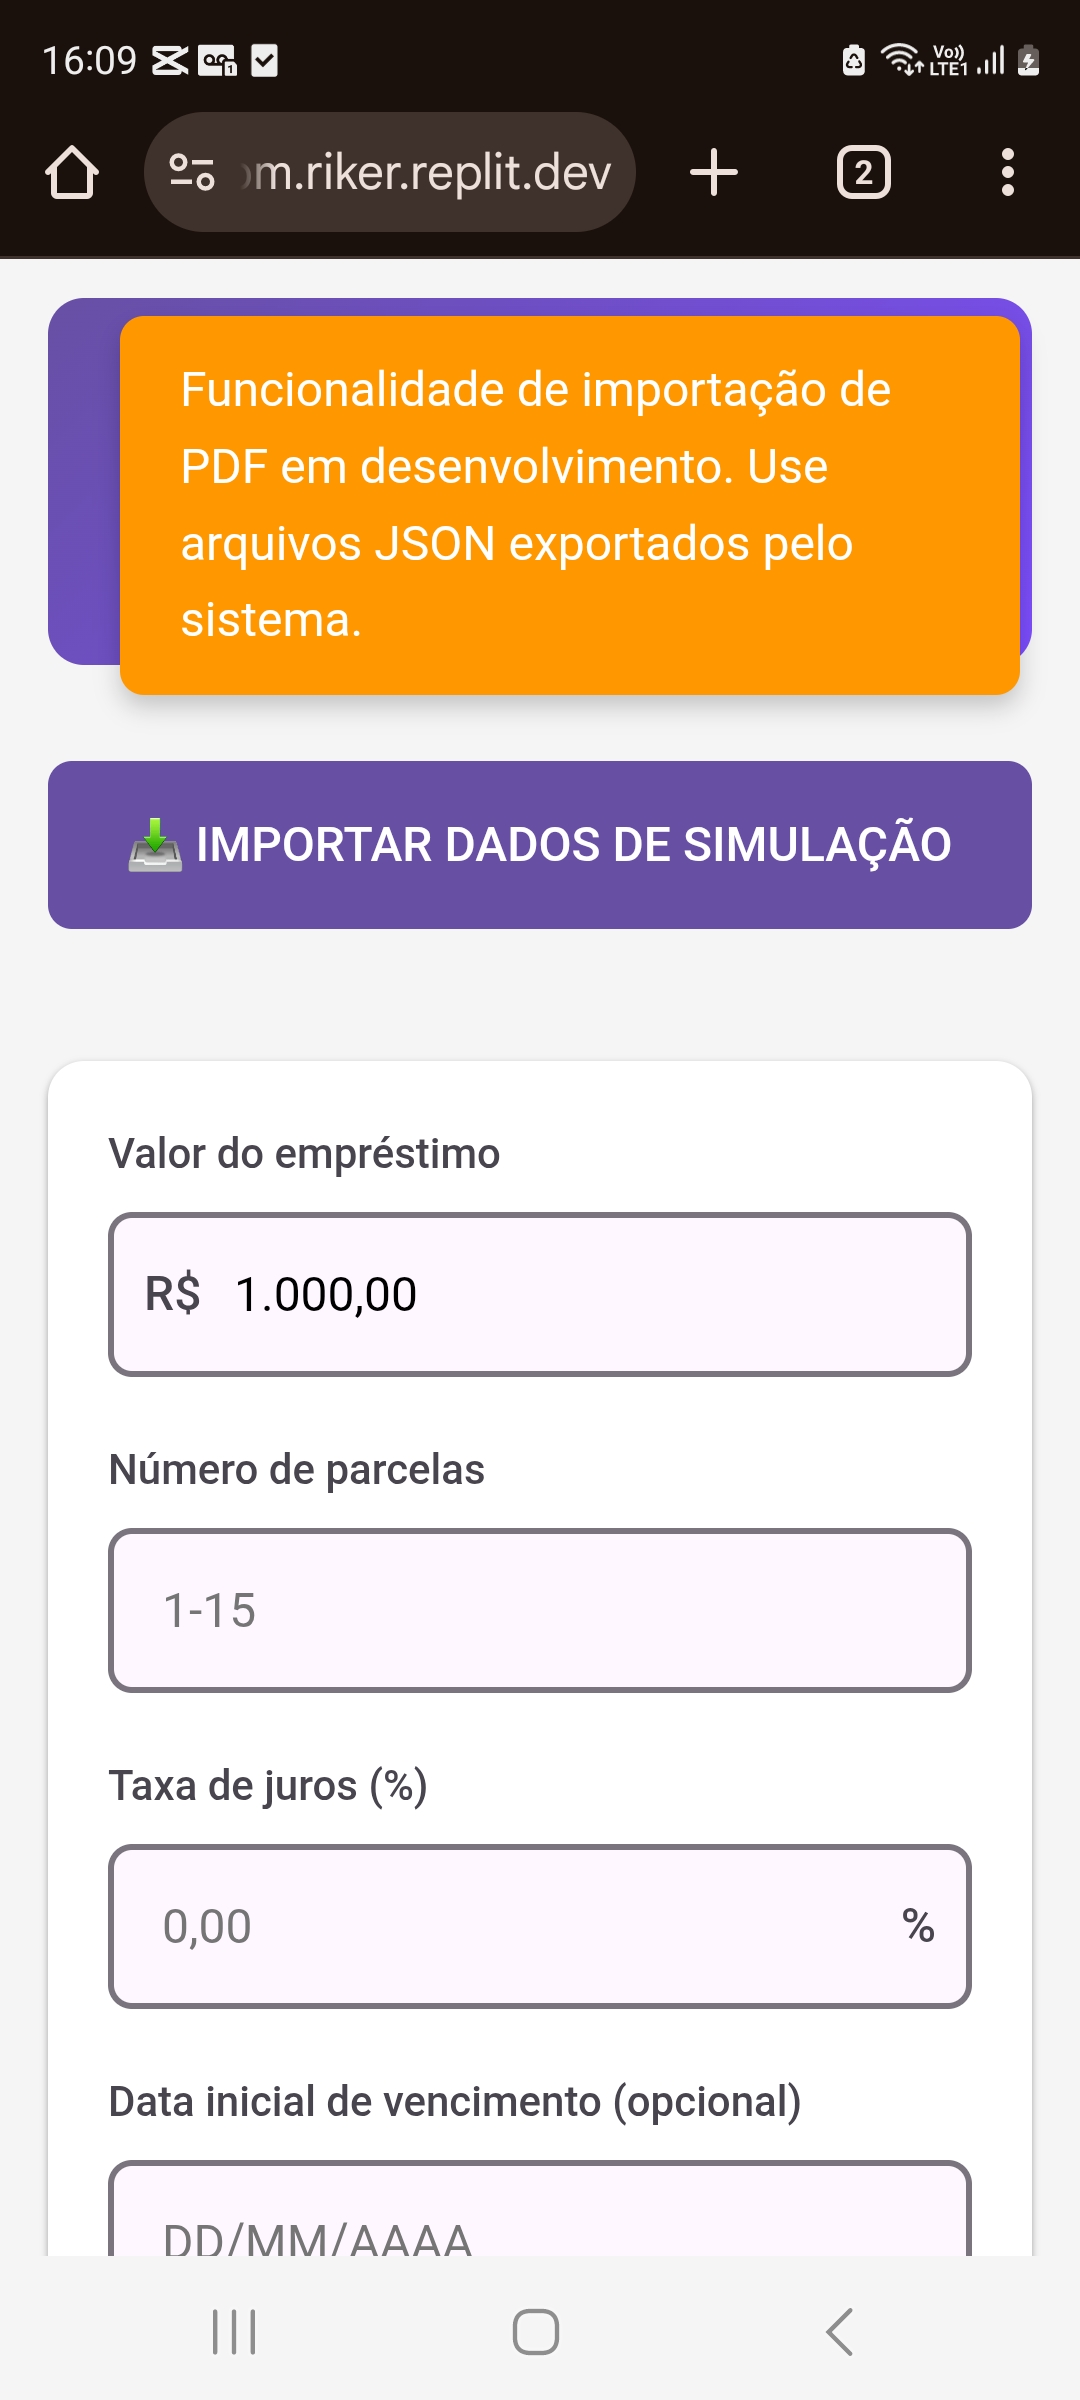 16:09
Vo))
LTE1
m.riker.replit.dev
2
Funcionalidade de importação de
PDF em desenvolvimento. Use
arquivos JSON exportados pelo
sistema.
IMPORTAR DADOS DE SIMULAÇÃO
Valor do empréstimo
R$ 1.000,00
Número de parcelas
1-15
Taxa de juros (%)
0,00 %
Data inicial de vencimento (opcional)
DD/MM/AAAA